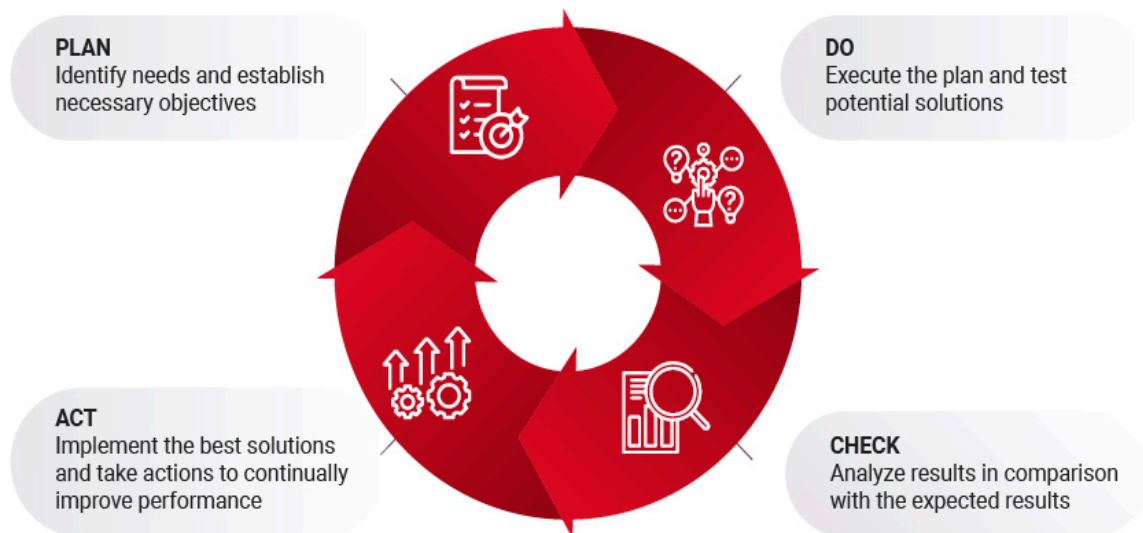 PLAN
Identify needs and establish
necessary objectives
DO
Execute the plan and test
potential solutions
ACT
Implement the best solutions
and take actions to continually
improve performance
CHECK
Analyze results in comparison
with the expected results